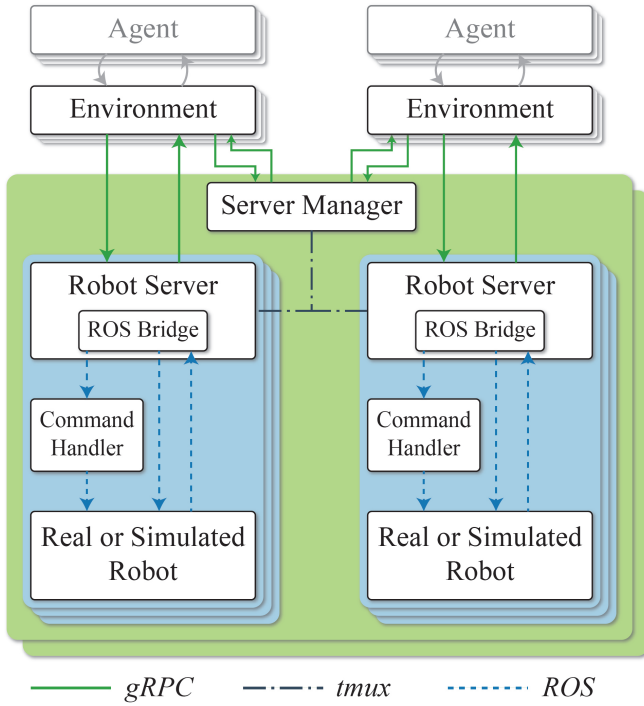 Agent
Agent
Environment
Environment
Server Manager
Robot Server
Robot Server
ROS Bridge
ROS Bridge
Command
Handler
Command
Handler
Real or Simulated
Robot
Real or Simulated
Robot
gRPC
tmux
ROS